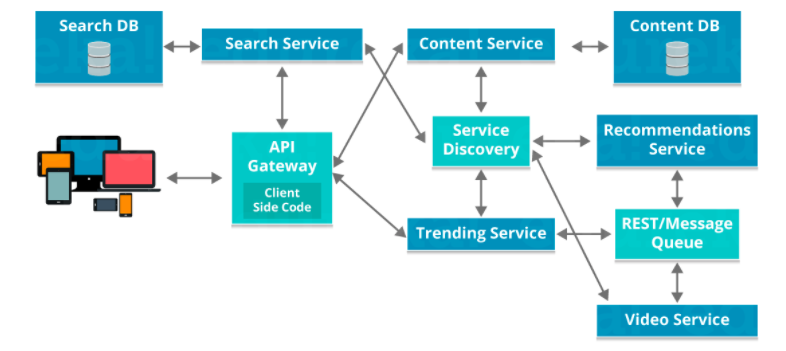 Search DB
Search Service
Content Service
Content DB
API
Gateway
Client
Side Code
Service
Discovery
Recommendations
Service
Trending Service
REST/Message
Queue
Video Service